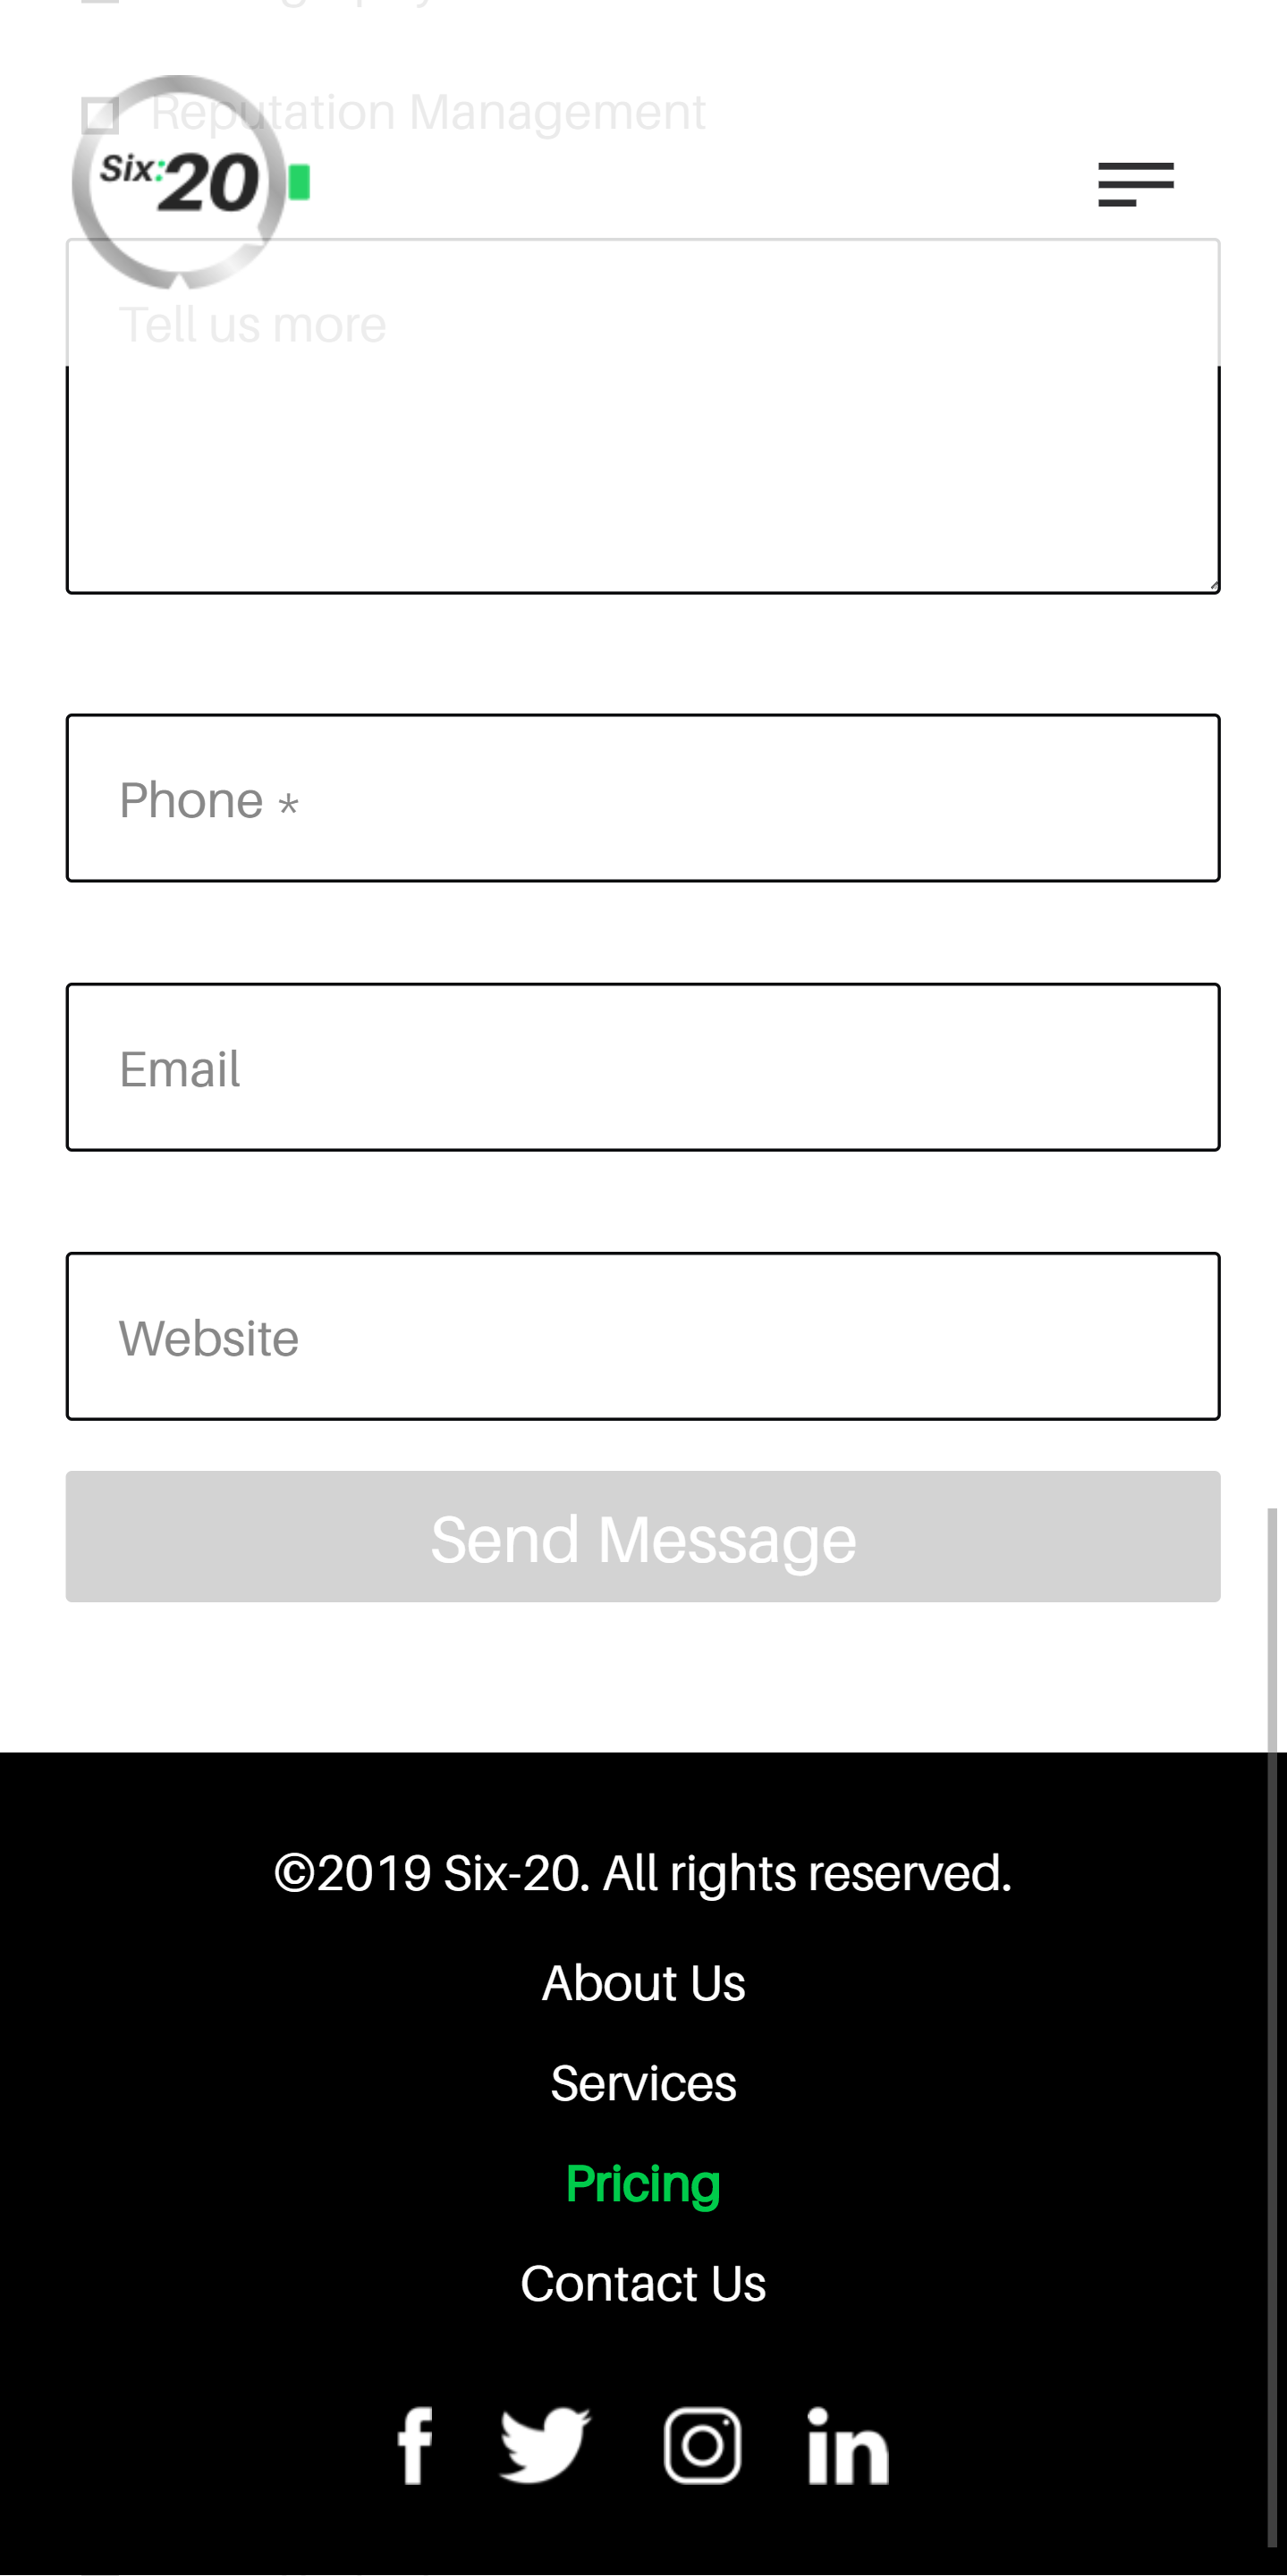 Reputation Management
Six:20
Tell us more
Phone *
Email
Website
Send Message
©2019 Six-20. All rights reserved.
About Us
Services
Pricing
Contact Us